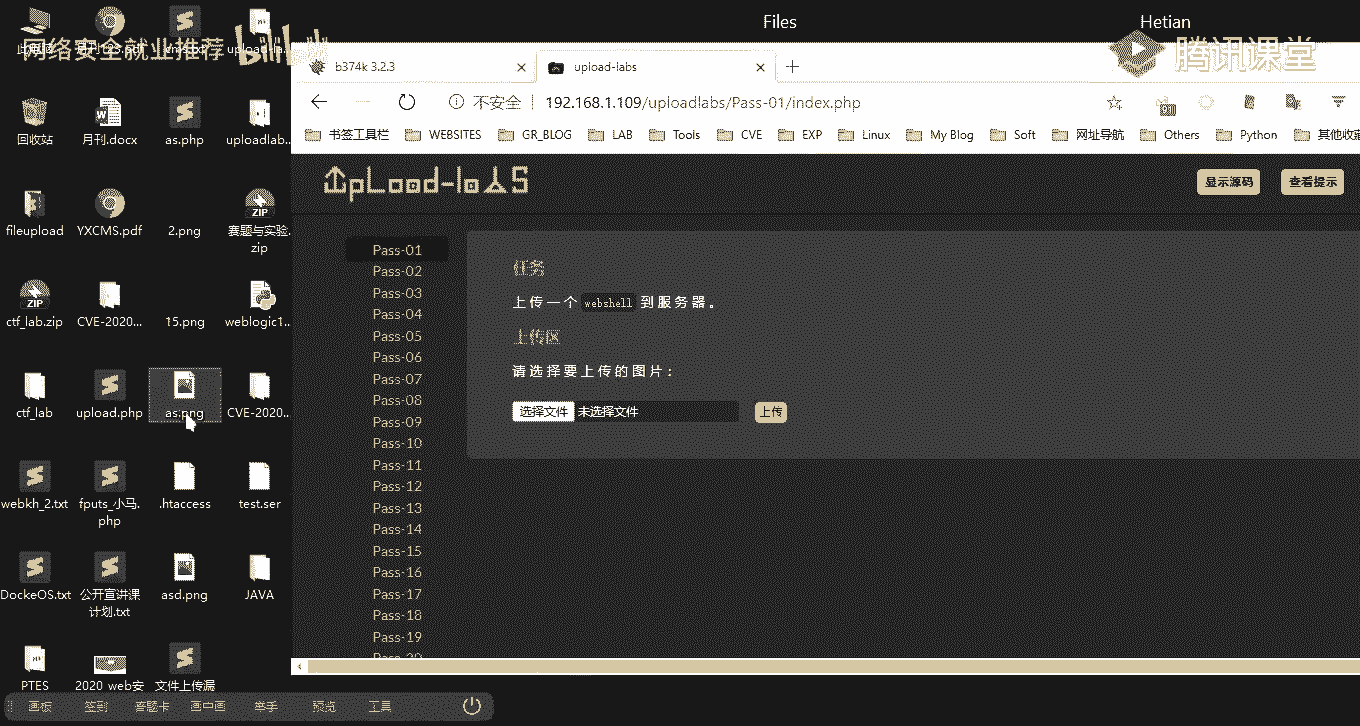 Files
Hetian
网络安全就业推荐
bilibili
腾讯课堂
as.php
月刊.docx
回收站
uploadlab..
fileupload
YXCMS.pdf
2.png
赛题与实验.
zip
ctf_lab.zip
CVE-2020...
15.png
weblogic1..
ctf_lab
upload.php
as.png
CVE-2020..
webkh_2.txt
fputs_小马.
php
.htaccess
test.ser
DockeOS.txt
公开宣讲课
计划.txt
asd.png
JAVA
PTES
2020_web安
文件上传漏
画板
签到
答题卡
画中画
举手
预览
工具
b374k 3.2.3
upload-labs
不安全
192.168.1.109/uploadlabs/Pass-01/index.php
书签工具栏
WEBSITES
GR_BLOG
LAB
Tools
CVE
EXP
Linux
My Blog
Soft
网址导航
Others
Python
其他收藏
UpLoad-labS
显示源码
查看提示
Pass-01
Pass-02
Pass-03
Pass-04
Pass-05
Pass-06
Pass-07
Pass-08
Pass-09
Pass-10
Pass-11
Pass-12
Pass-13
Pass-14
Pass-15
Pass-16
Pass-17
Pass-18
Pass-19
Pass-20
任务
上传一个 webshell 到服务器。
上传区
请选择要上传的图片：
选择文件 未选择文件
上传